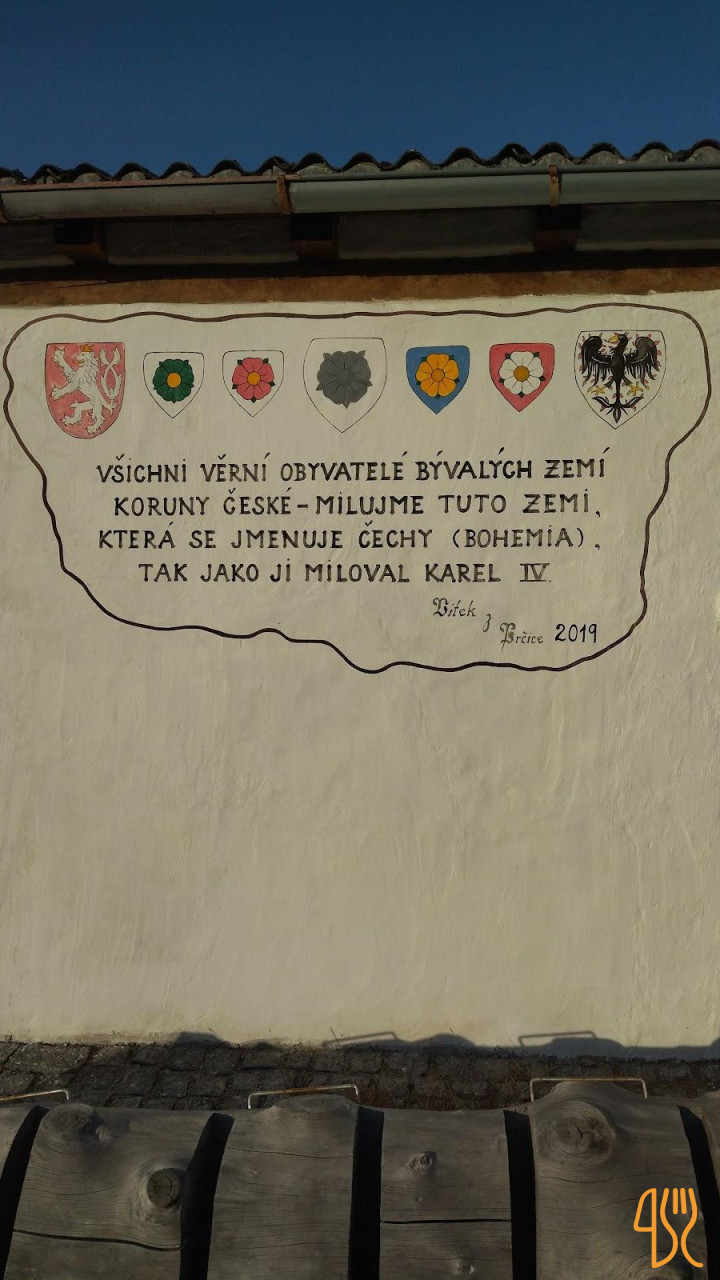 VŠICHNI VĚRNÍ OBYVATELÉ BÝVALÝCH ZEMÍ
KORUNY ČESKÉ - MILUJME TUTO ZEMI,
KTERÁ SE JMENUJE ČECHY (BOHEMIA),
TAK JAKO JI MILOVAL KAREL IV.
Vítek z Prčice 2019